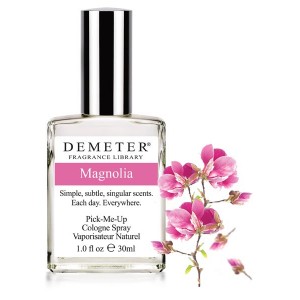 DEMETER®
FRAGRANCE LIBRARY
Magnolia
Simple, subtle, singular scents.
Each day. Everywhere.
Pick-Me-Up
Cologne Spray
Vaporisateur Naturel
1.0 fl oz ℮ 30ml